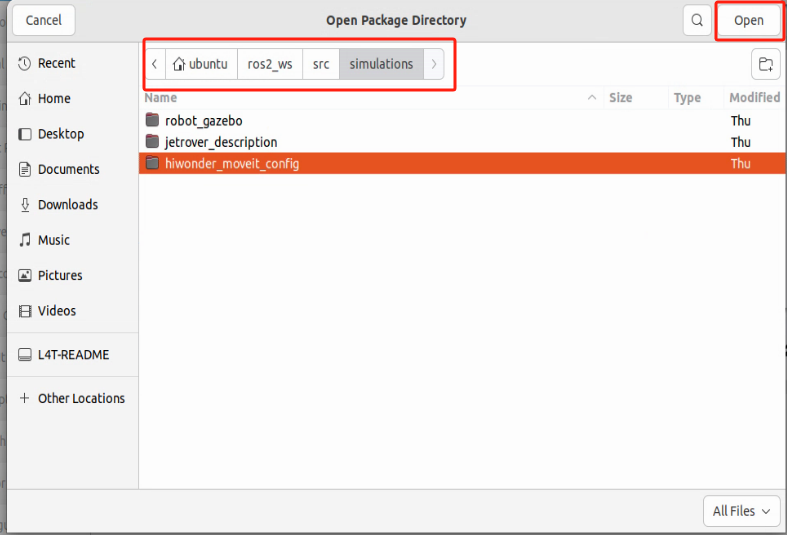 Cancel Open Package Directory Open
ubuntu ros2_ws src simulations
Recent
Home
Desktop
Documents
Downloads
Music
Pictures
Videos
L4T-README
Other Locations
Name Size Type Modified
robot_gazebo Thu
jetrover_description Thu
hiwonder_moveit_config Thu
All Files